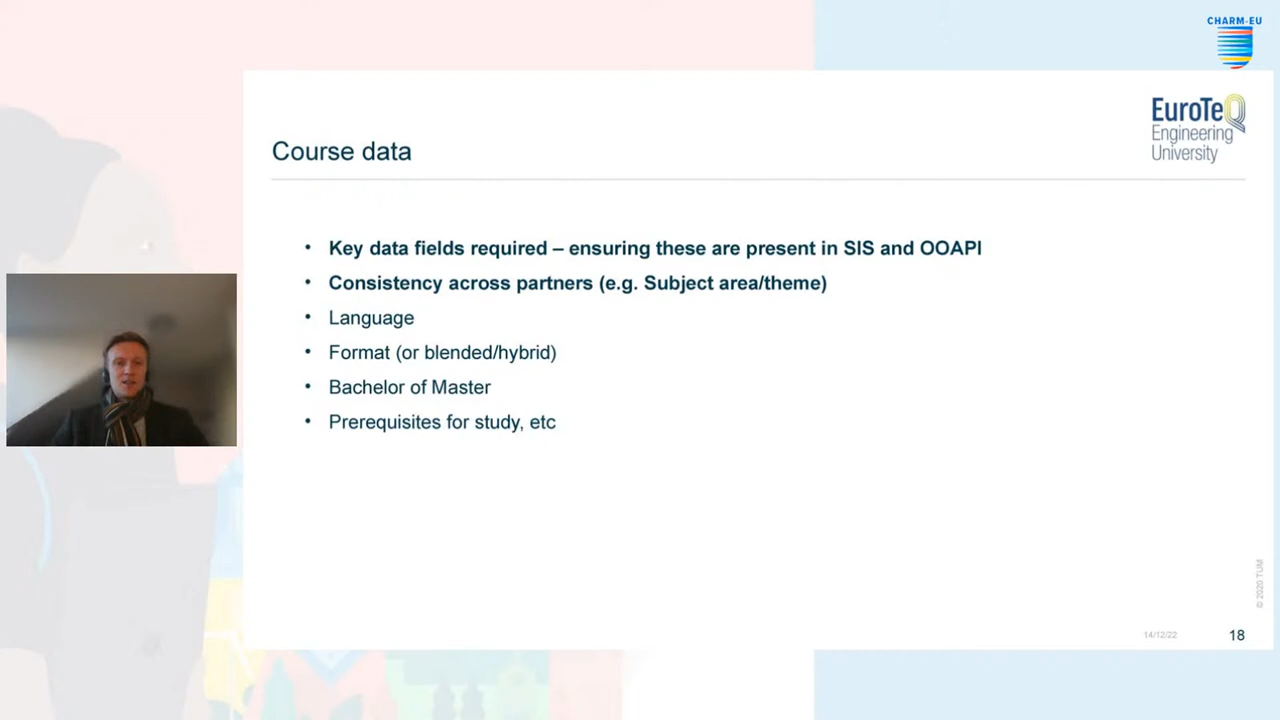 CHARM-EU
EuroTeQ
Engineering
University
Course data
• Key data fields required – ensuring these are present in SIS and OOAPI
• Consistency across partners (e.g. Subject area/theme)
• Language
• Format (or blended/hybrid)
• Bachelor of Master
• Prerequisites for study, etc
© 2020 TUM
14/12/22
18